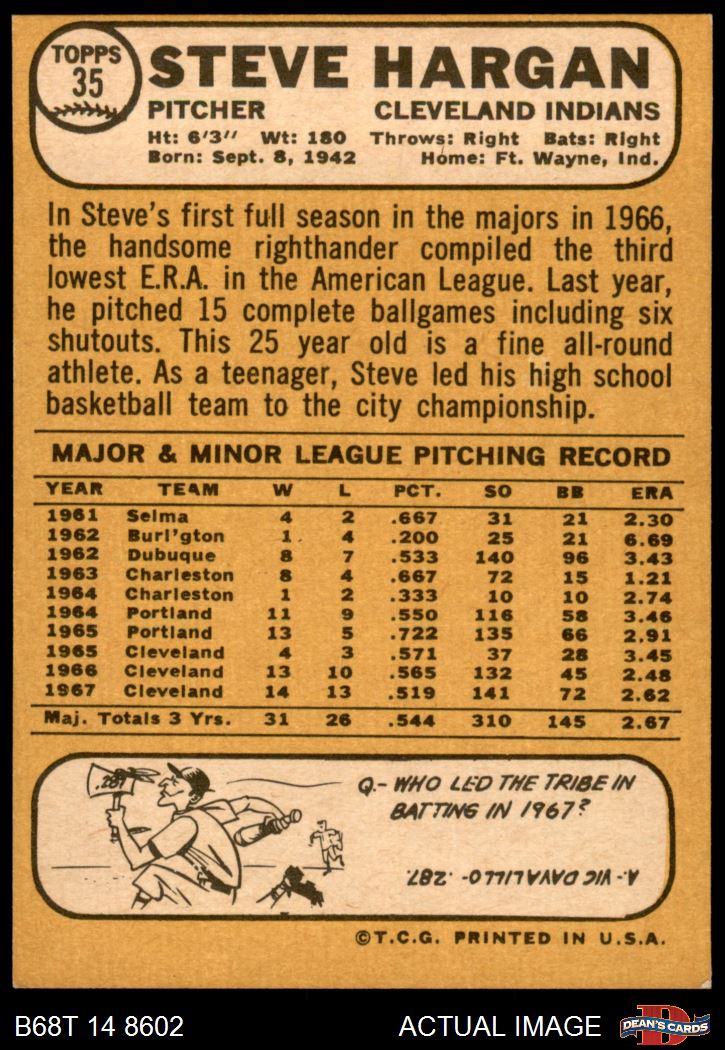 TOPPS
35
STEVE HARGAN
PITCHER CLEVELAND INDIANS
Ht: 6'3" Wt: 180 Throws: Right Bats: Right
Born: Sept. 8, 1942 Home: Ft. Wayne, Ind.
In Steve's first full season in the majors in 1966,
the handsome righthander compiled the third
lowest E.R.A. in the American League. Last year,
he pitched 15 complete ballgames including six
shutouts. This 25 year old is a fine all-round
athlete. As a teenager, Steve led his high school
basketball team to the city championship.
MAJOR & MINOR LEAGUE PITCHING RECORD
YEAR TEAM W L PCT. SO BB ERA
1961 Selma 4 2 .667 31 21 2.30
1962 Burl'gton 1 4 .200 25 21 6.69
1962 Dubuque 8 7 .533 140 96 3.43
1963 Charleston 8 4 .667 72 15 1.21
1964 Charleston 1 2 .333 10 10 2.74
1964 Portland 11 9 .550 116 58 3.46
1965 Portland 13 5 .722 135 66 2.91
1965 Cleveland 4 3 .571 37 28 3.45
1966 Cleveland 13 10 .565 132 45 2.48
1967 Cleveland 14 13 .519 141 72 2.62
Maj. Totals 3 Yrs. 31 26 .544 310 145 2.67
.287
Q.- WHO LED THE TRIBE IN
BATTING IN 1967?
A.- VIC DAVALILLO- .287.
©T.C.G. PRINTED IN U.S.A.
B68T 14 8602 ACTUAL IMAGE D DEAN'S CARDS